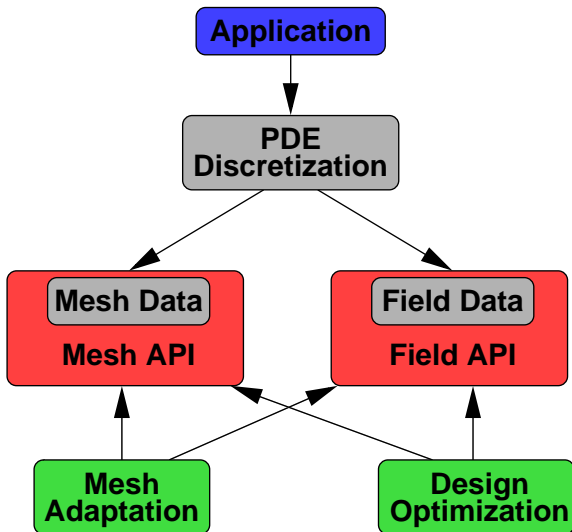 Application
PDE
Discretization
Mesh Data
Field Data
Mesh API
Field API
Mesh
Adaptation
Design
Optimization